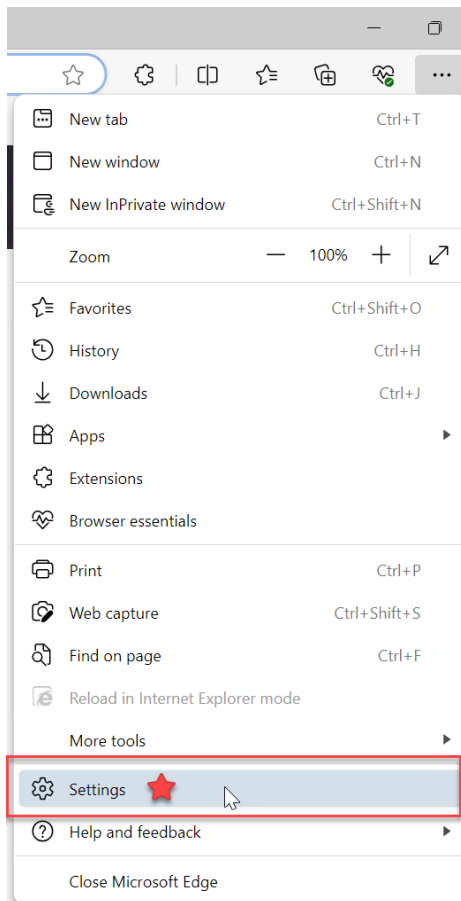 New tab Ctrl+T
New window Ctrl+N
New InPrivate window Ctrl+Shift+N
Zoom 100%
Favorites Ctrl+Shift+O
History Ctrl+H
Downloads Ctrl+J
Apps
Extensions
Browser essentials
Print Ctrl+P
Web capture Ctrl+Shift+S
Find on page Ctrl+F
Reload in Internet Explorer mode
More tools
Settings
Help and feedback
Close Microsoft Edge